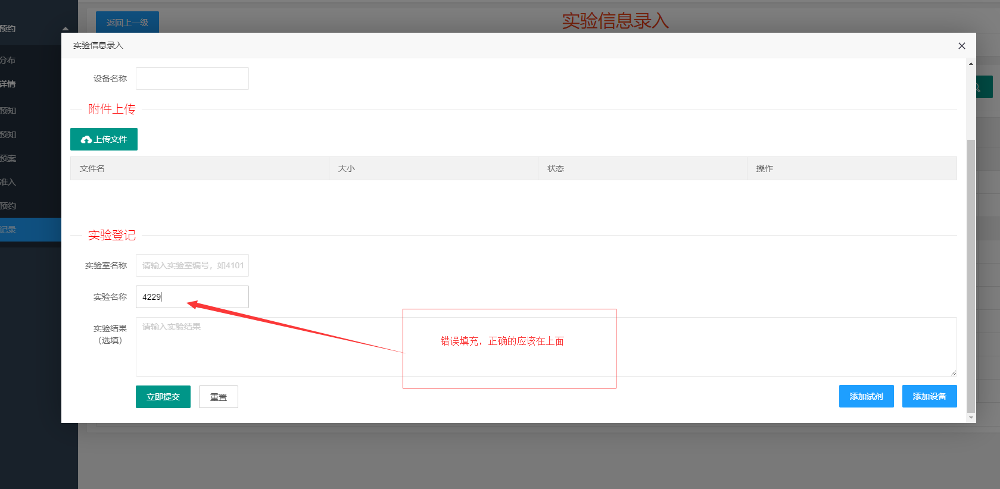 预约
返回上一级
实验信息录入
实验信息录入
分布
详情
预知
预知
预案
准入
预约
记录
设备名称
附件上传
上传文件
文件名 大小 状态 操作
实验登记
实验室名称 请输入实验室编号，如4101
实验名称 4229
实验结果 请输入实验结果
（选填）
错误填充，正确的应该在上面
立即提交 重置 添加试剂 添加设备